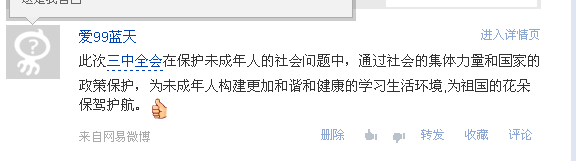 爱99蓝天
进入详情页
此次三中全会在保护未成年人的社会问题中，通过社会的集体力量和国家的
政策保护，为未成年人构建更加和谐和健康的学习生活环境,为祖国的花朵
保驾护航。
来自网易微博
删除 转发 收藏 评论